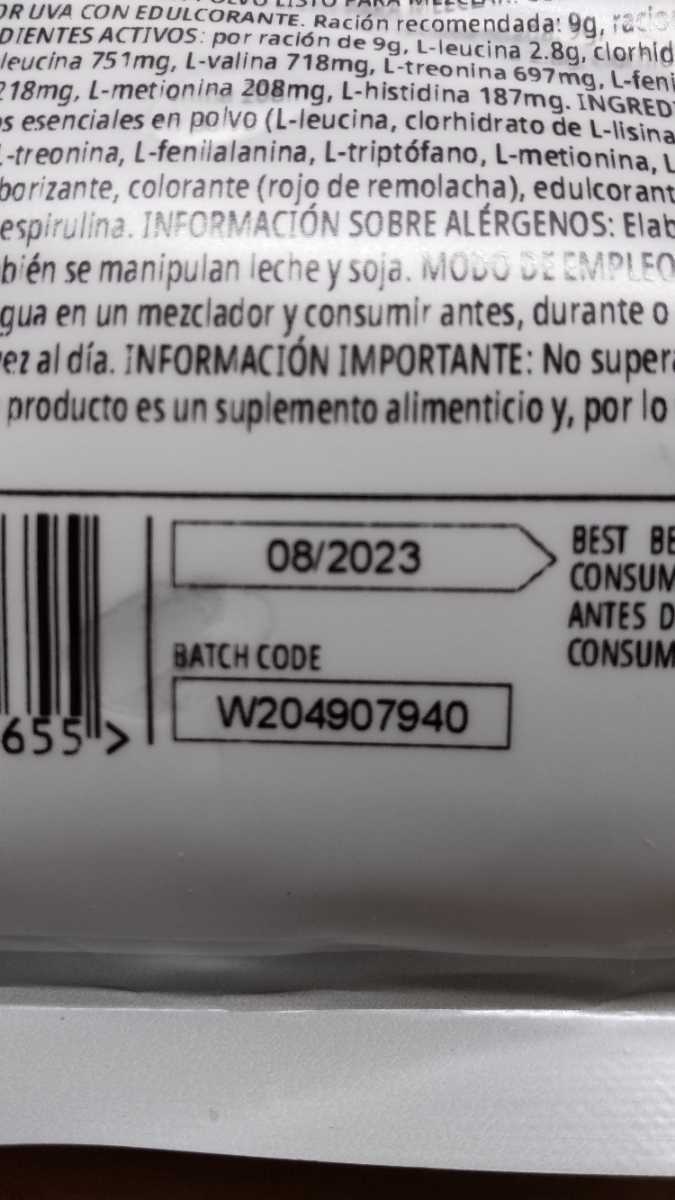 OR UVA CON EDULCORANTE. Ración recomendada: 9g,
DIENTES ACTIVOS: por ración de 9g, L-leucina 2.8g, clorhid
leucina 751mg, L-valina 718mg, L-treonina 697mg, L-feni
218mg, L-metionina 208mg, L-histidina 187mg. INGRED
s esenciales en polvo (L-leucina, clorhidrato de L-lisina
-treonina, L-fenilalanina, L-triptófano, L-metionina, L
borizante, colorante (rojo de remolacha), edulcorant
espirulina. INFORMACIÓN SOBRE ALÉRGENOS: Elab
bién se manipulan leche y soja. MODO DE EMPLEO
gua en un mezclador y consumir antes, durante o
ez al día. INFORMACIÓN IMPORTANTE: No supera
producto es un suplemento alimenticio y, por lo
08/2023
BEST BE
CONSUM
ANTES D
CONSUM
BATCH CODE
W204907940
655 >